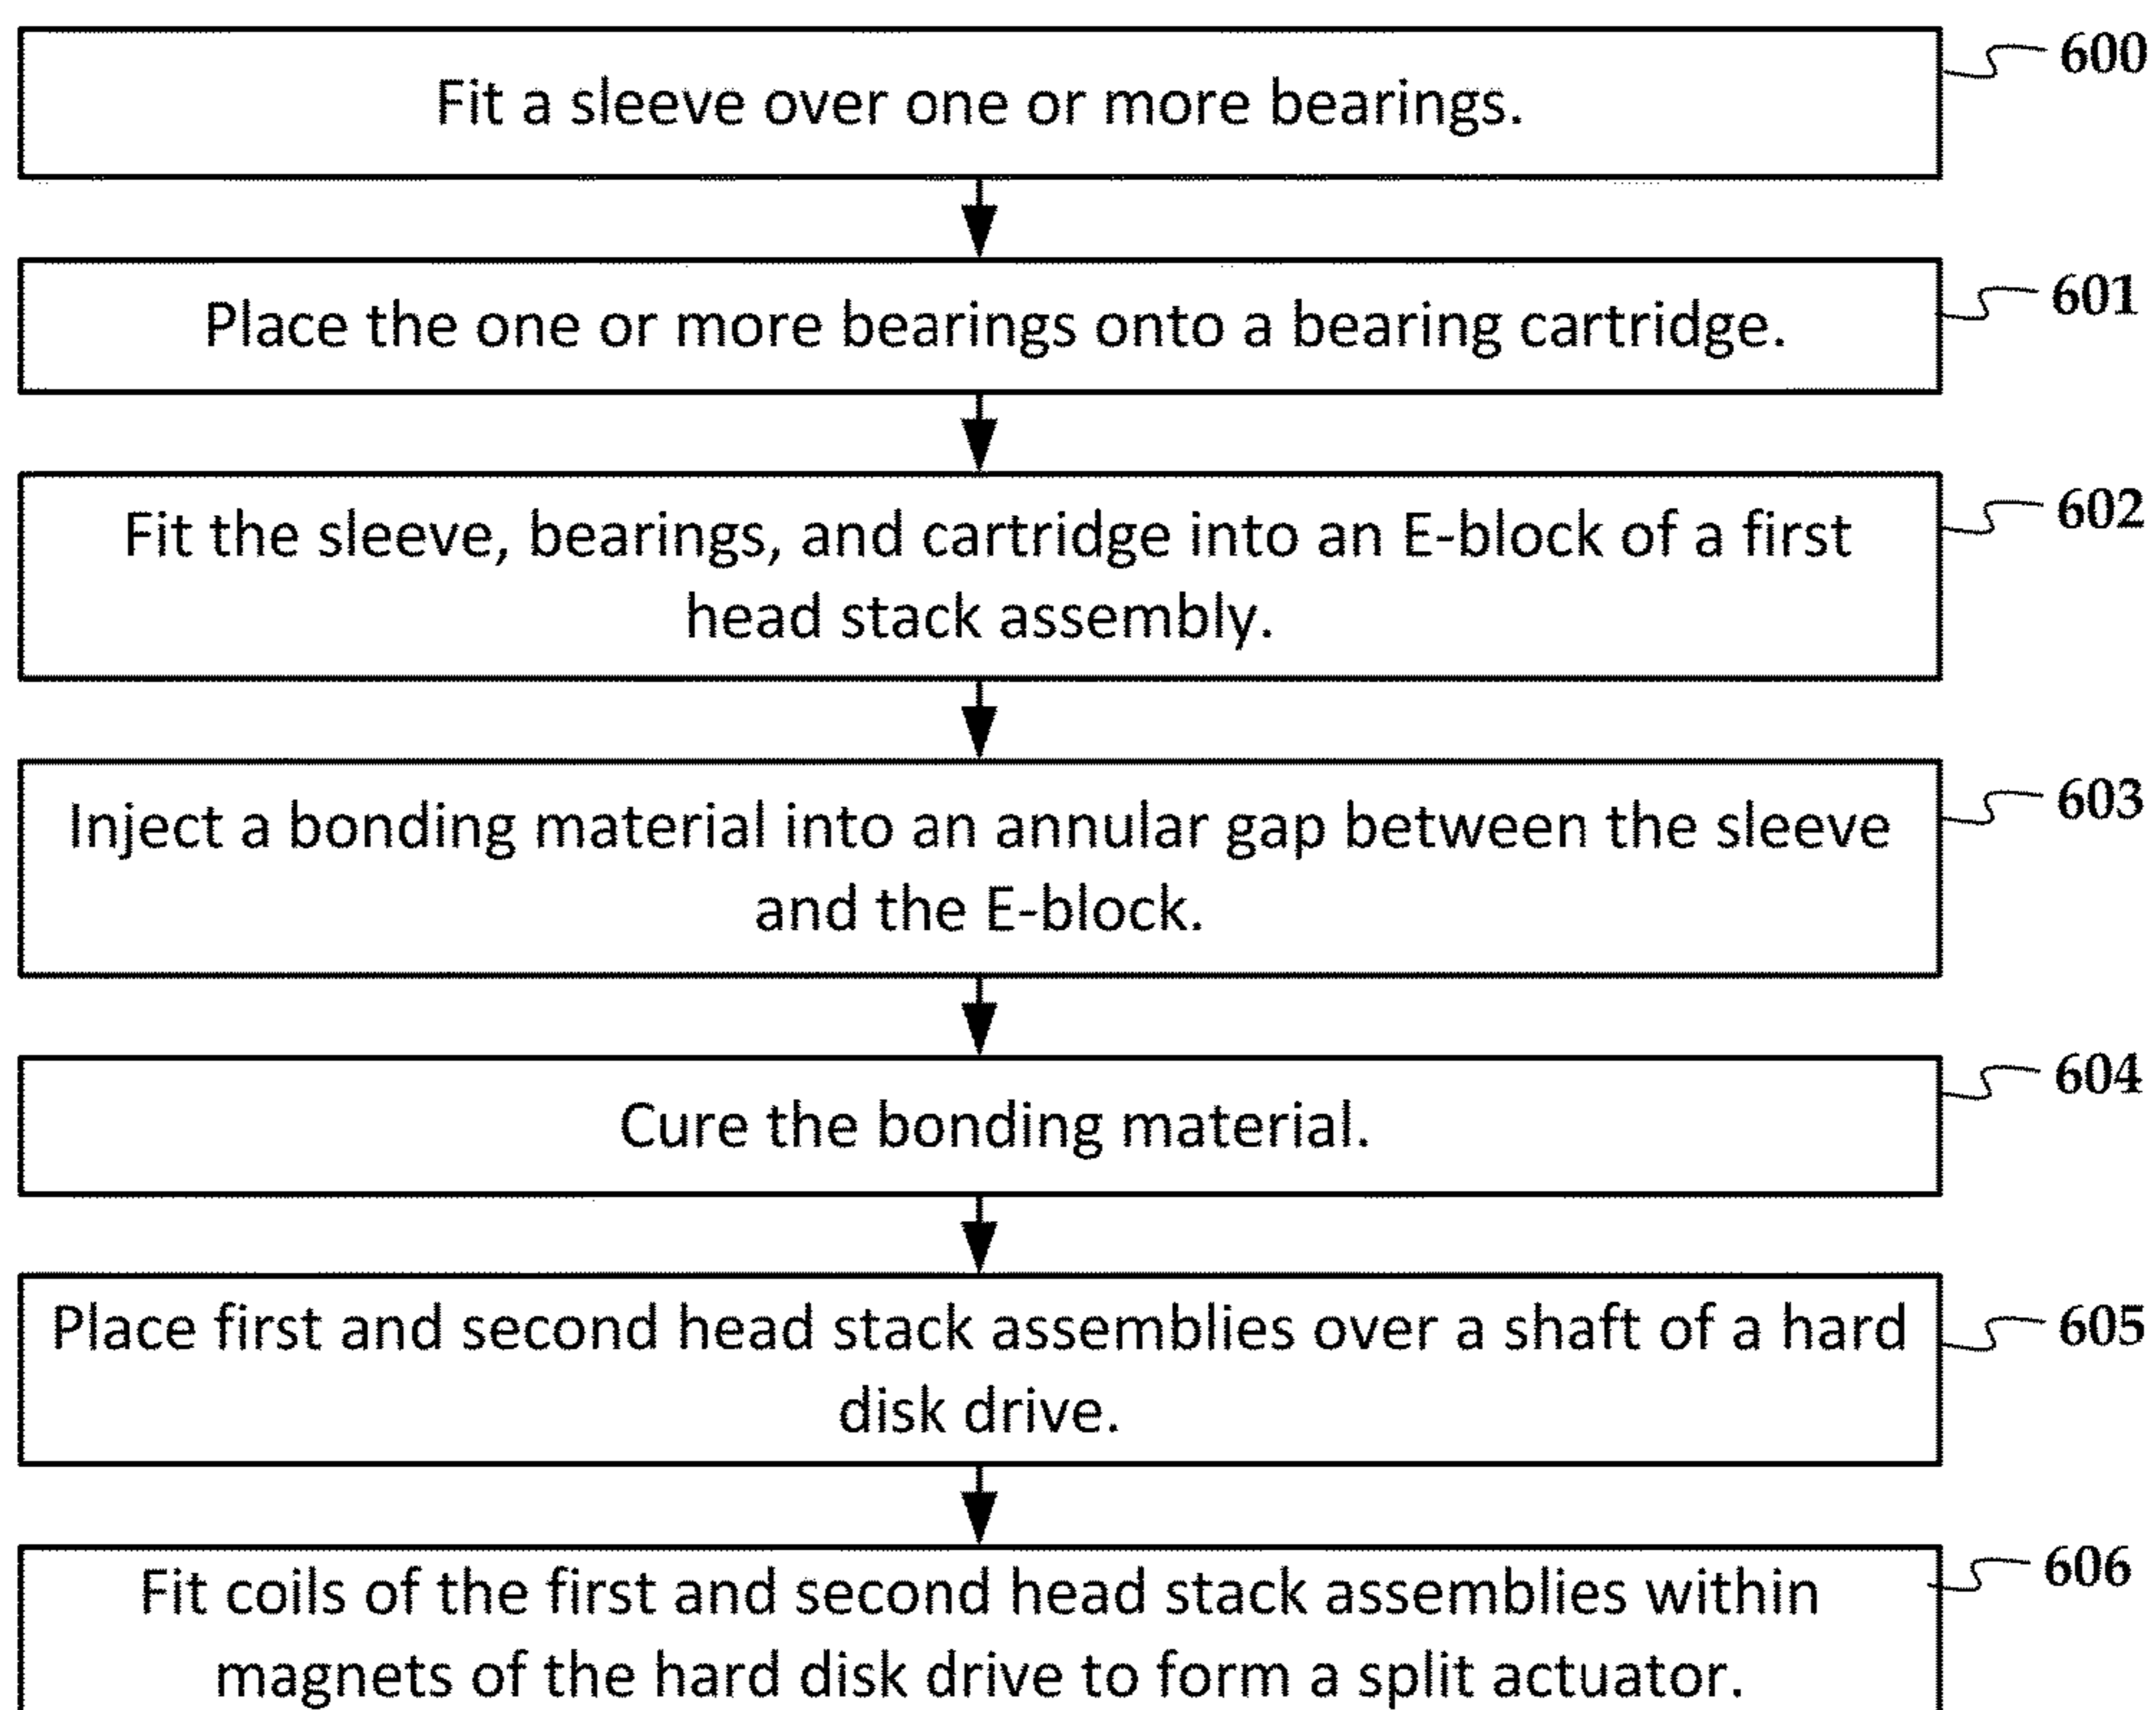 Fit a sleeve over one or more bearings.
600
Place the one or more bearings onto a bearing cartridge.
601
Fit the sleeve, bearings, and cartridge into an E-block of a first
head stack assembly.
602
Inject a bonding material into an annular gap between the sleeve
and the E-block.
603
Cure the bonding material.
604
Place first and second head stack assemblies over a shaft of a hard
disk drive.
605
Fit coils of the first and second head stack assemblies within
magnets of the hard disk drive to form a split actuator.
606